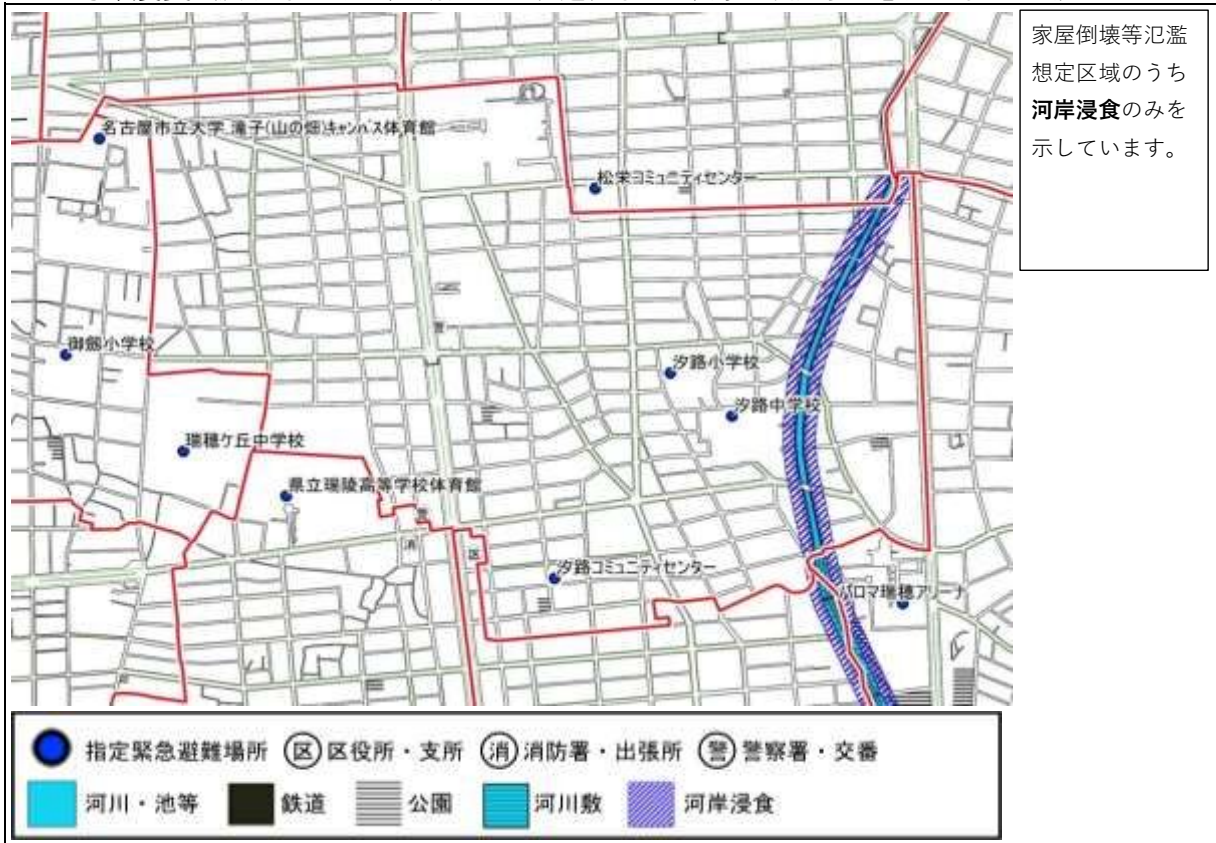 家屋倒壊等氾濫
想定区域のうち
河岸浸食のみを
示しています。
名古屋市立大学 滝子(山の畑)キャンパス体育館
松栄コミュニティセンター
御劔小学校
汐路小学校
汐路中学校
瑞穂ケ丘中学校
県立瑞陵高等学校体育館
警
警
消
区
汐路コミュニティセンター
パロマ瑞穂アリーナ
指定緊急避難場所 区 区役所・支所 消 消防署・出張所 警 警察署・交番
河川・池等 鉄道 公園 河川敷 河岸浸食